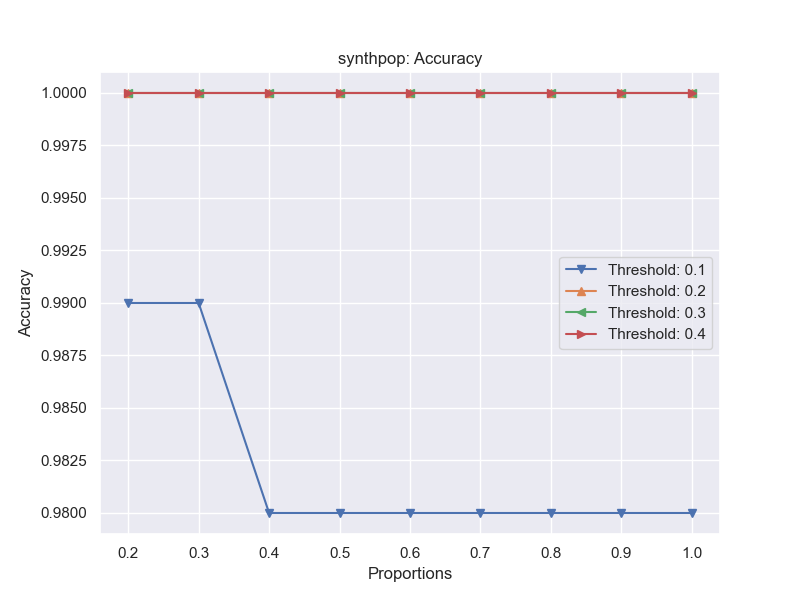 synthpop: Accuracy
1.0000
0.9975
0.9950
0.9925
0.9900
0.9875
0.9850
0.9825
0.9800
Accuracy
Threshold: 0.1
Threshold: 0.2
Threshold: 0.3
Threshold: 0.4
0.2 0.3 0.4 0.5 0.6 0.7 0.8 0.9 1.0
Proportions